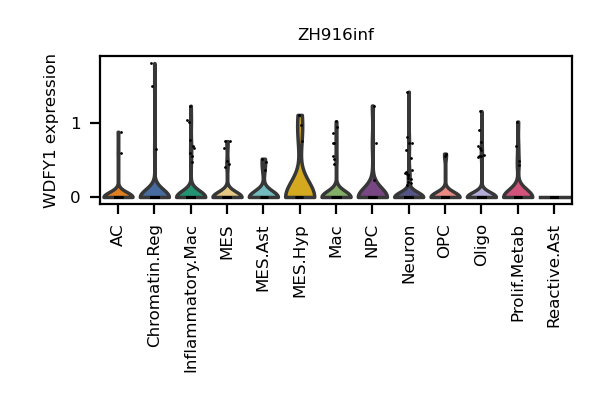 ZH916inf
WDFY1 expression
1
0
AC
Chromatin.Reg
Inflammatory.Mac
MES
MES.Ast
MES.Hyp
Mac
NPC
Neuron
OPC
Oligo
Prolif.Metab
Reactive.Ast